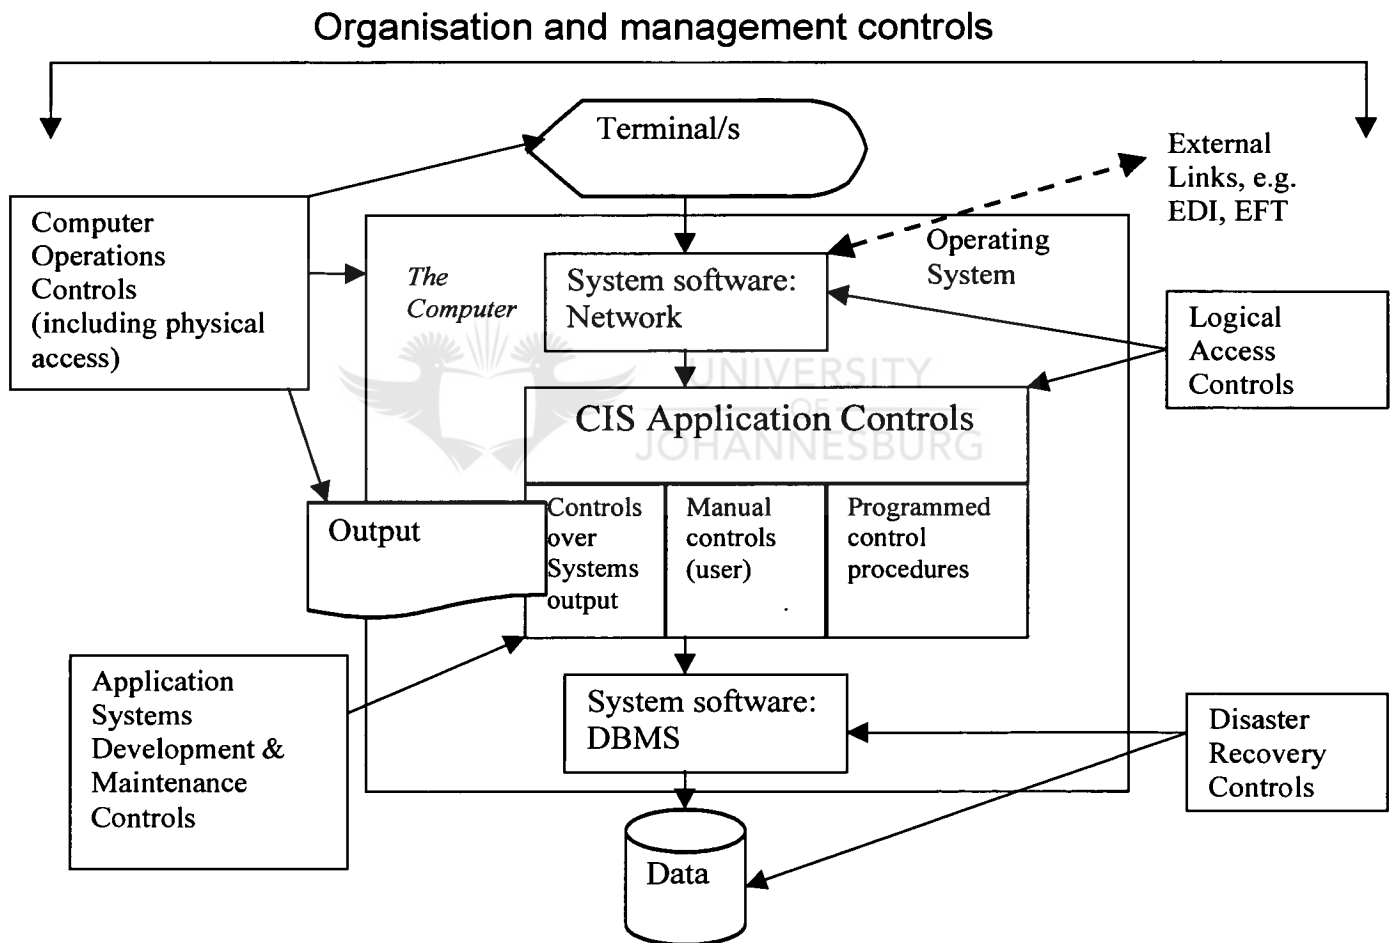 Organisation and management controls
Terminal/s
External
Links, e.g.
EDI, EFT
Computer
Operations
Controls
(including physical
access)
The
Computer
System software:
Network
Operating
System
Logical
Access
Controls
UNIVERSITY
OF
JOHANNESBURG
CIS Application Controls
Output
Controls
over
Systems
output
Manual
controls
(user)
Programmed
control
procedures
Application
Systems
Development &
Maintenance
Controls
System software:
DBMS
Disaster
Recovery
Controls
Data